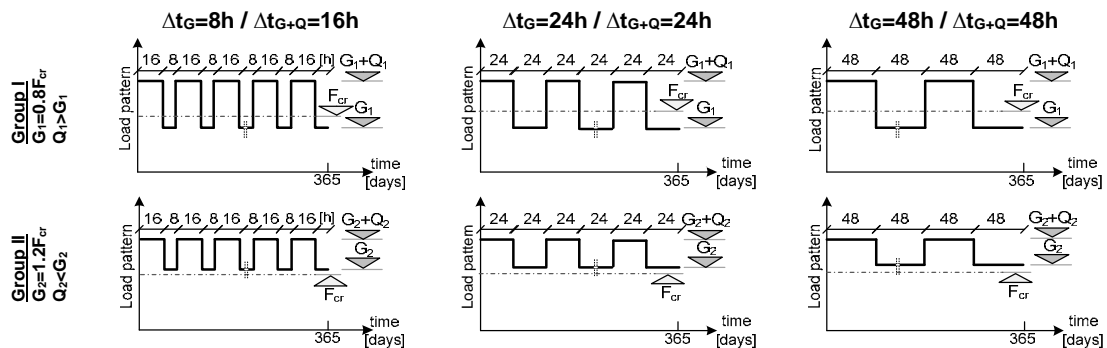 ΔtG=8h / ΔtG+Q=16h
ΔtG=24h / ΔtG+Q=24h
ΔtG=48h / ΔtG+Q=48h
Group I
G1=0.8Fcr
Q1>G1
Load pattern
16 8 16 8 16 8 16 8 16 [h]
G1+Q1
Fcr
G1
time
[days]
365
Load pattern
24 24 24 24 24 24
G1+Q1
Fcr
G1
time
[days]
365
Load pattern
48 48 48 48
G1+Q1
Fcr
G1
time
[days]
365
Group II
G2=1.2Fcr
Q2<G2
Load pattern
16 8 16 8 16 8 16 8 16 [h]
G2+Q2
G2
Fcr
time
[days]
365
Load pattern
24 24 24 24 24 24
G2+Q2
G2
Fcr
time
[days]
365
Load pattern
48 48 48 48
G2+Q2
G2
Fcr
time
[days]
365